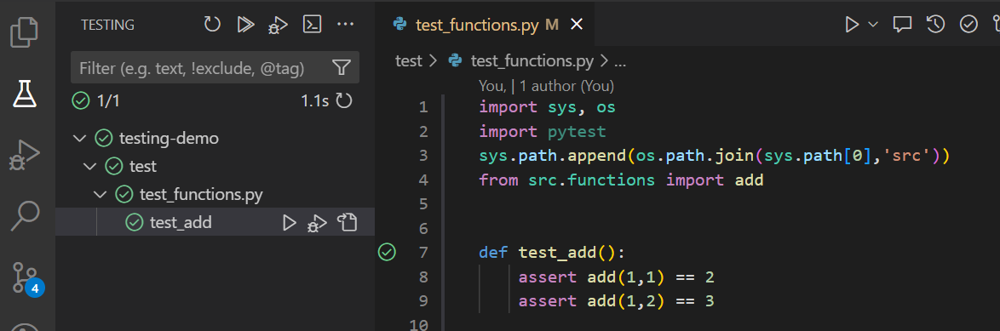 TESTING
Filter (e.g. text, !exclude, @tag)
1/1
1.1s
testing-demo
test
test_functions.py
test_add
4
test_functions.py M
test > test_functions.py > ...
You, | 1 author (You)
1 import sys, os
2 import pytest
3 sys.path.append(os.path.join(sys.path[0],'src'))
4 from src.functions import add
5
6
7 def test_add():
8 assert add(1,1) == 2
9 assert add(1,2) == 3
10